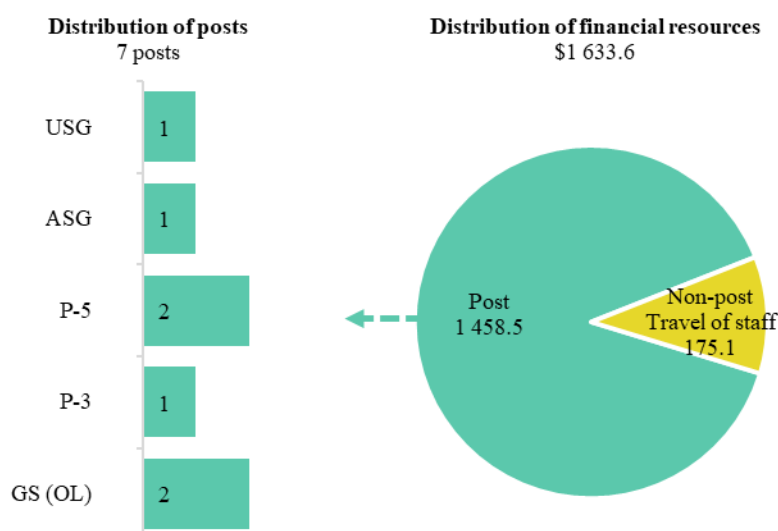 Distribution of posts
7 posts
USG
1
ASG
1
P-5
2
P-3
1
GS (OL)
2
Distribution of financial resources
$1 633.6
Post
1 458.5
Non-post
Travel of staff
175.1